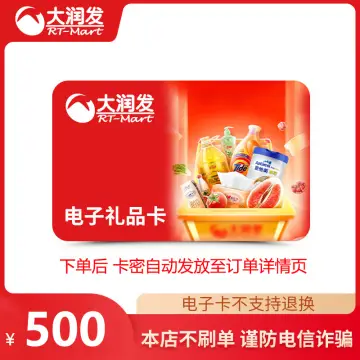 大润发
RT-Mart
大润发
RT-Mart
Tide
电子礼品卡
下单后 卡密自动发放至订单详情页
电子卡不支持退换
¥ 500
本店不刷单 谨防电信诈骗